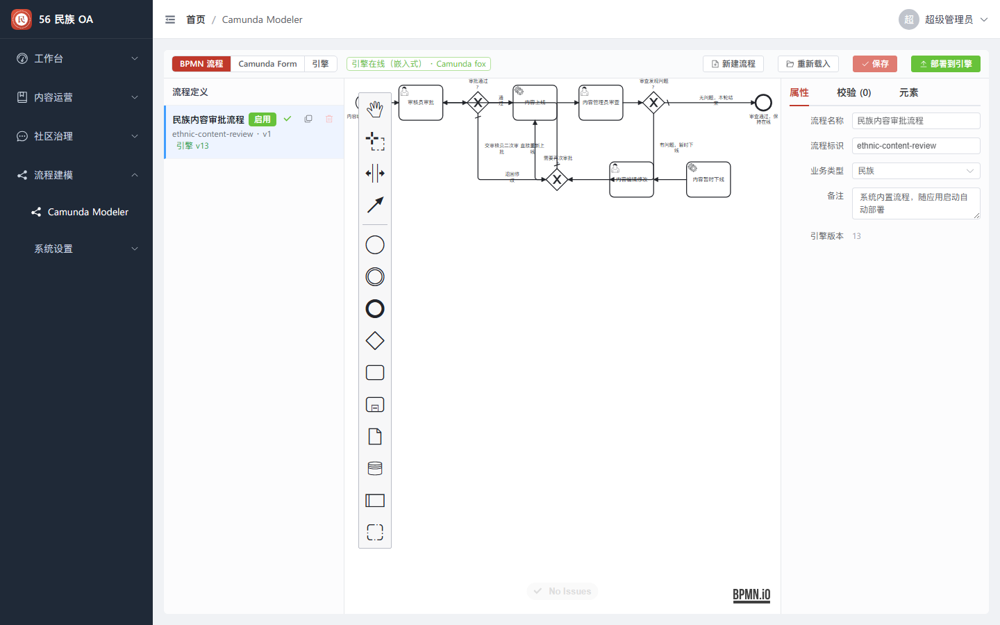 民
56 民族 OA
工作台
内容运营
社区治理
流程建模
Camunda Modeler
系统设置
首页 / Camunda Modeler
超
超级管理员
BPMN 流程
Camunda Form
引擎
引擎在线（嵌入式） · Camunda fox
新建流程
重新载入
保存
部署到引擎
流程定义
民族内容审批流程
启用
ethnic-content-review · v1
引擎 v13
审批通过
?
审查发现问题
?
审核员审批
通
过
内容上线
内容管理员审查
无问题，本轮结
束
内容编
审查通过，保
持在线
交审核员二次审
批
直接重新上
线
有问题，暂时下
线
需要再次审批
退回修
改
内容编辑修改
内容暂时下线
No Issues
BPMN.iO
属性
校验 (0)
元素
流程名称
民族内容审批流程
流程标识
ethnic-content-review
业务类型
民族
备注
系统内置流程，随应用启动自
动部署
引擎版本
13